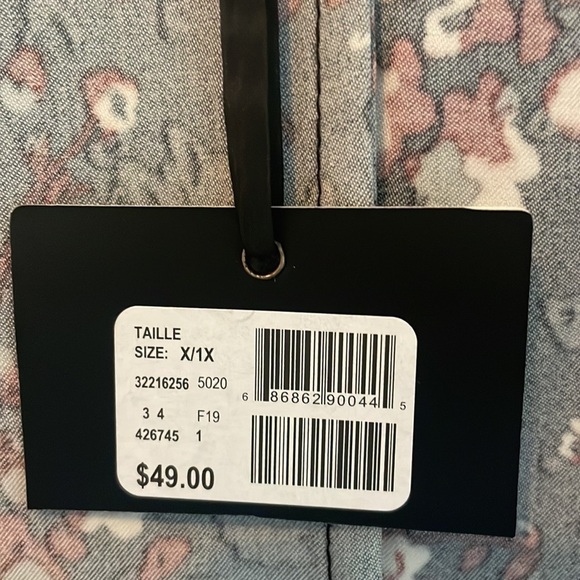 TAILLE
SIZE: X/1X
32216256 5020
3 4 F19
426745 1
$49.00
6 86862 90044 5